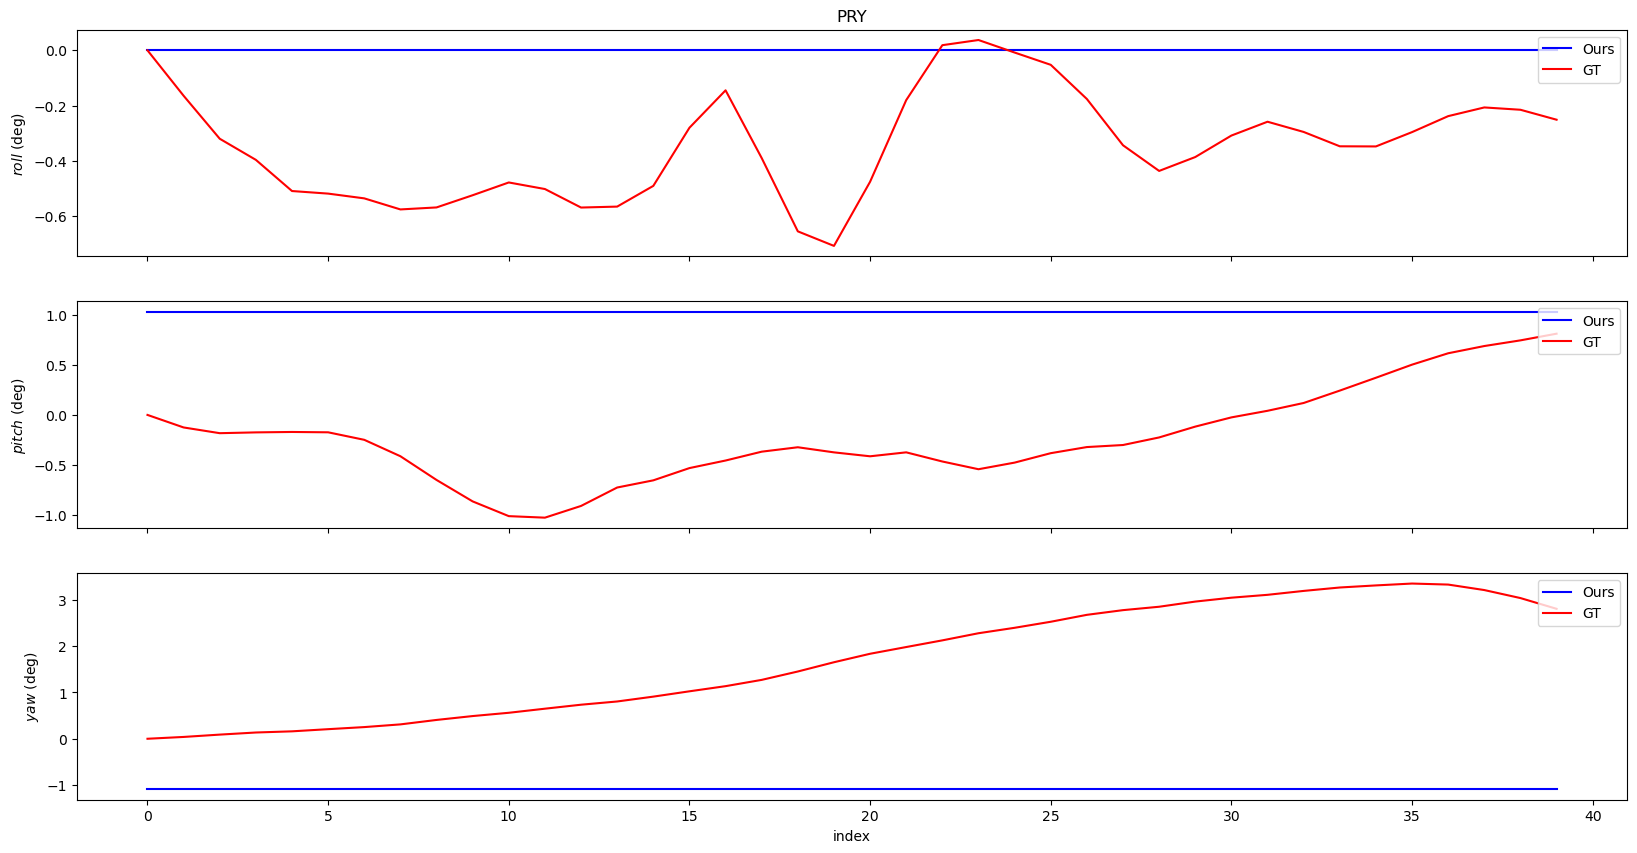 PRY
0.0
−0.2
−0.4
−0.6
roll (deg)
Ours
GT
1.0
0.5
0.0
−0.5
−1.0
pitch (deg)
Ours
GT
3
2
1
0
−1
yaw (deg)
Ours
GT
0 5 10 15 20 25 30 35 40
index